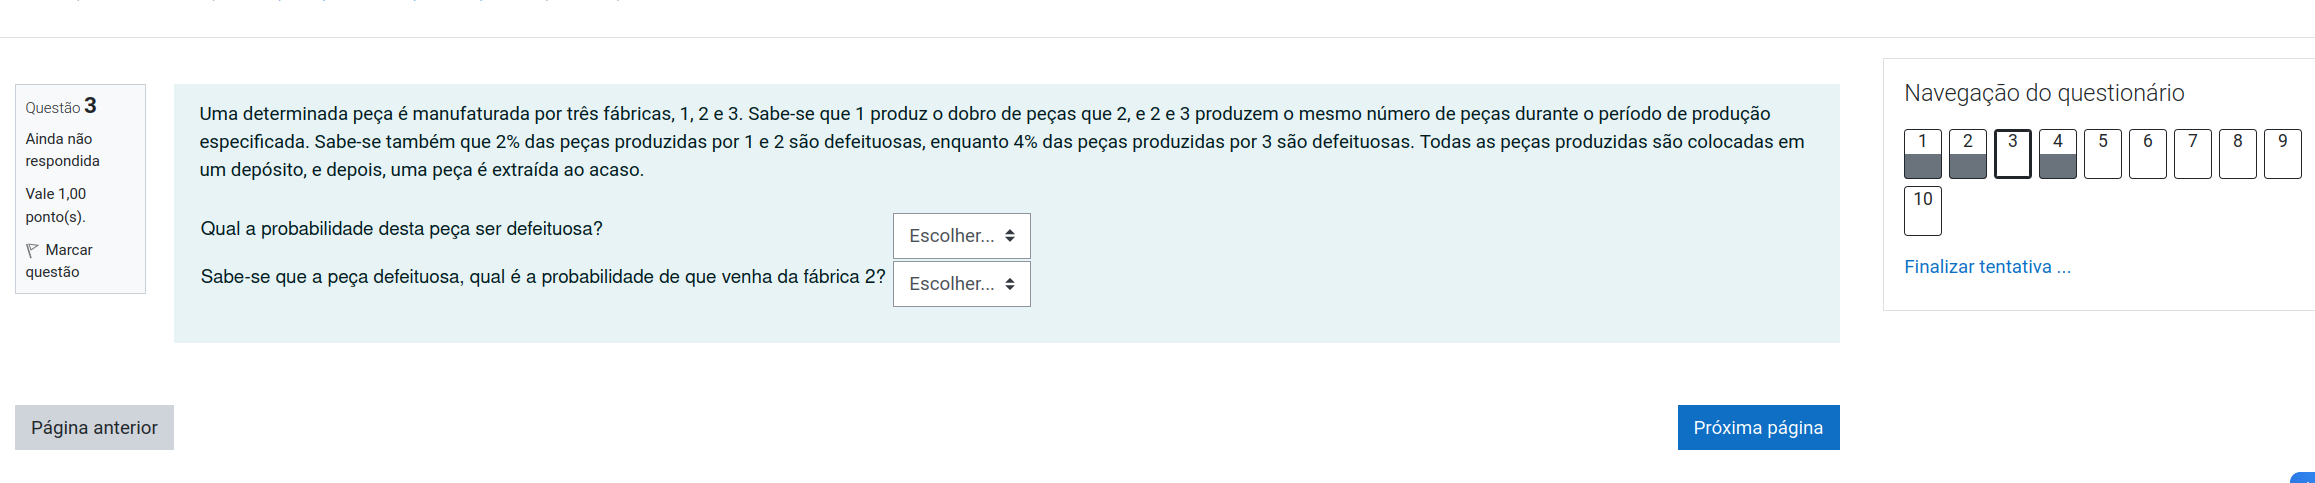 Questão 3
Ainda não
respondida
Vale 1,00
ponto(s).
Marcar
questão
Uma determinada peça é manufaturada por três fábricas, 1, 2 e 3. Sabe-se que 1 produz o dobro de peças que 2, e 2 e 3 produzem o mesmo número de peças durante o período de produção
especificada. Sabe-se também que 2% das peças produzidas por 1 e 2 são defeituosas, enquanto 4% das peças produzidas por 3 são defeituosas. Todas as peças produzidas são colocadas em
um depósito, e depois, uma peça é extraída ao acaso.
Qual a probabilidade desta peça ser defeituosa?
Escolher...
Sabe-se que a peça defeituosa, qual é a probabilidade de que venha da fábrica 2?
Escolher...
Página anterior
Próxima página
Navegação do questionário
1 2 3 4 5 6 7 8 9
10
Finalizar tentativa ...